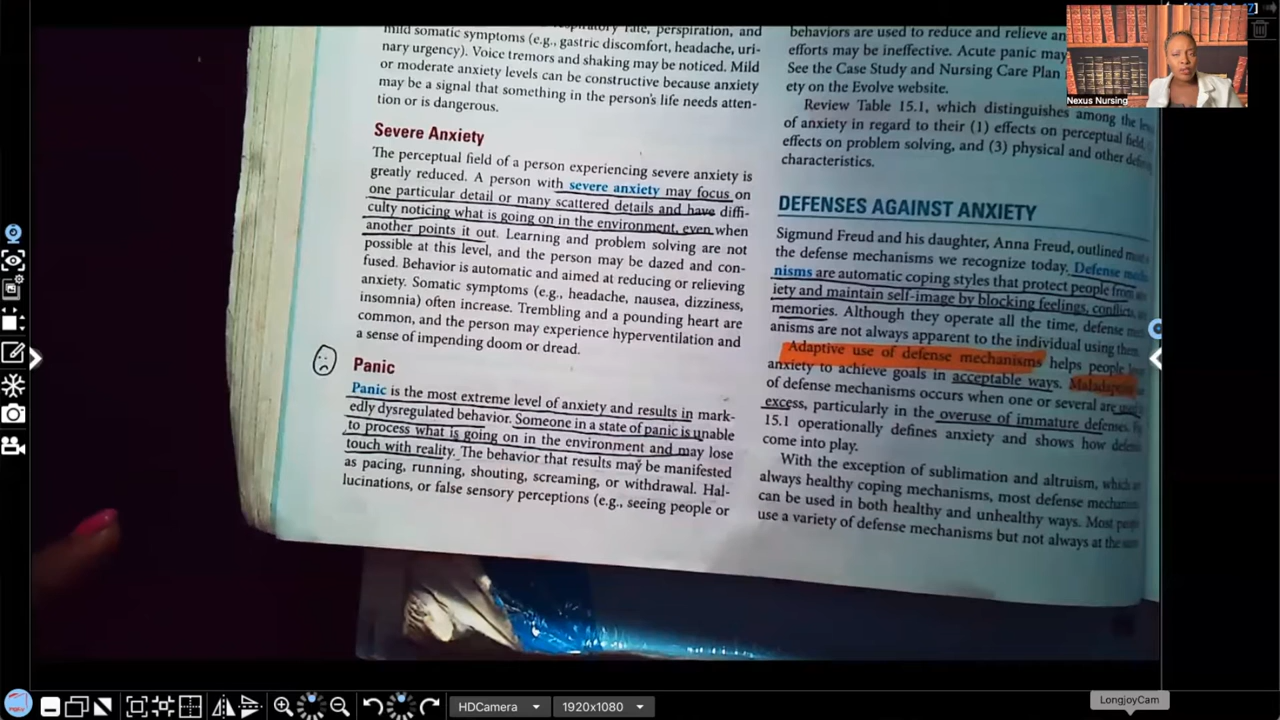 mild somatic symptoms (e.g., gastric discomfort, headache, uri-
nary urgency). Voice tremors and shaking may be noticed. Mild
or moderate anxiety levels can be constructive because anxiety
may be a signal that something in the person's life needs atten-
tion or is dangerous.
Severe Anxiety
The perceptual field of a person experiencing severe anxiety is
greatly reduced. A person with severe anxiety may focus on
one particular detail or many scattered details and have diffi-
culty noticing what is going on in the environment, even when
another points it out. Learning and problem solving are not
possible at this level, and the person may be dazed and con-
fused. Behavior is automatic and aimed at reducing or relieving
anxiety. Somatic symptoms (e.g., headache, nausea, dizziness,
insomnia) often increase. Trembling and a pounding heart are
common, and the person may experience hyperventilation and
a sense of impending doom or dread.
Panic
Panic is the most extreme level of anxiety and results in mark-
edly dysregulated behavior. Someone in a state of panic is unable
to process what is going on in the environment and may lose
touch with reality. The behavior that results may be manifested
as pacing, running, shouting, screaming, or withdrawal. Hal-
lucinations, or false sensory perceptions (e.g., seeing people or
behaviors are used to reduce and relieve
efforts may be ineffective. Acute panic may
See the Case Study and Nursing Care Plan
ety on the Evolve website.
Review Table 15.1, which distinguishes among the
of anxiety in regard to their (1) effects on perceptual field,
effects on problem solving, and (3) physical and other
characteristics.
DEFENSES AGAINST ANXIETY
Sigmund Freud and his daughter, Anna Freud, outlined
the defense mechanisms we recognize today. Defense
nisms are automatic coping styles that protect people from
iety and maintain self-image by blocking feelings, conflicts,
memories. Although they operate all the time, defense
anisms are not always apparent to the individual using them.
Adaptive use of defense mechanisms helps people
anxiety to achieve goals in acceptable ways. Maladaptive
of defense mechanisms occurs when one or several are
excess, particularly in the overuse of immature defenses.
15.1 operationally defines anxiety and shows how
come into play.
With the exception of sublimation and altruism, which
always healthy coping mechanisms, most defense
can be used in both healthy and unhealthy ways. Most
use a variety of defense mechanisms but not always at the
Nexus Nursing
HDCamera
1920x1080
LongjoyCam